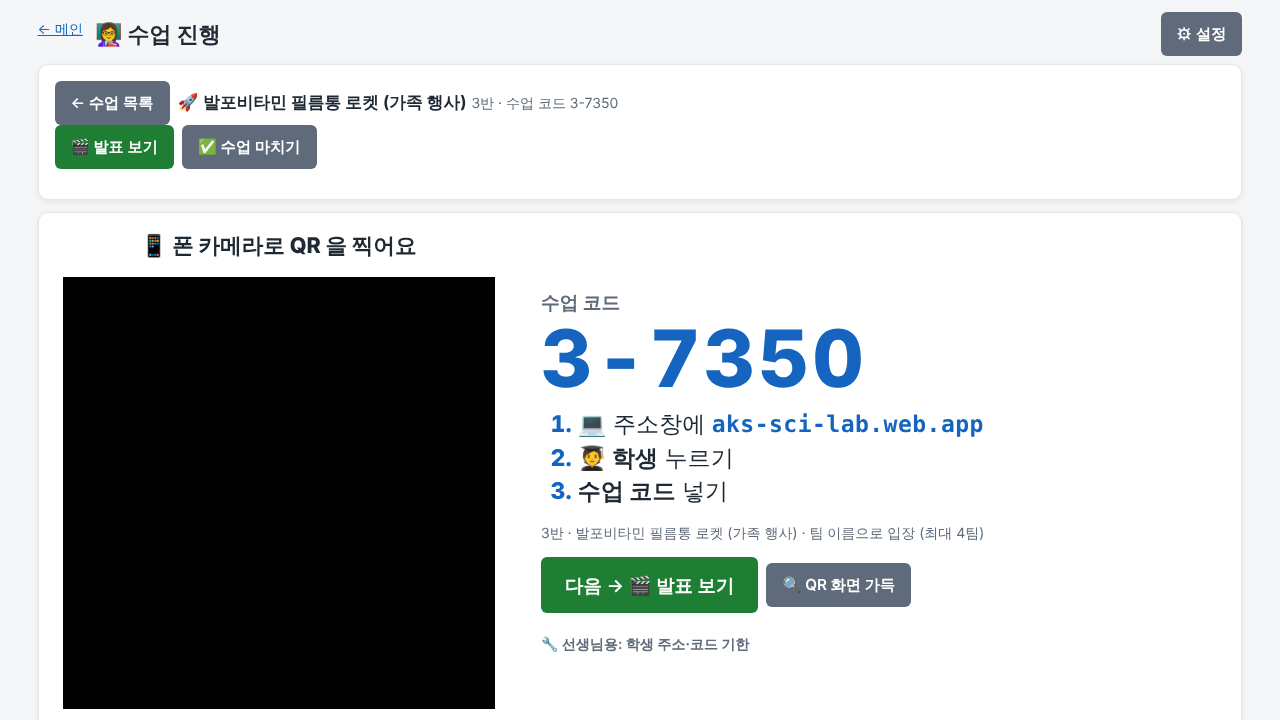 ← 메인
👩‍🏫 수업 진행
⚙ 설정
← 수업 목록
🚀 발포비타민 필름통 로켓 (가족 행사) 3반 · 수업 코드 3-7350
🎬 발표 보기
✅ 수업 마치기
📱 폰 카메라로 QR 을 찍어요
수업 코드
3-7350
1. 💻 주소창에 aks-sci-lab.web.app
2. 🧑‍🎓 학생 누르기
3. 수업 코드 넣기
3반 · 발포비타민 필름통 로켓 (가족 행사) · 팀 이름으로 입장 (최대 4팀)
다음 → 🎬 발표 보기
🔍 QR 화면 가득
🔧 선생님용: 학생 주소·코드 기한